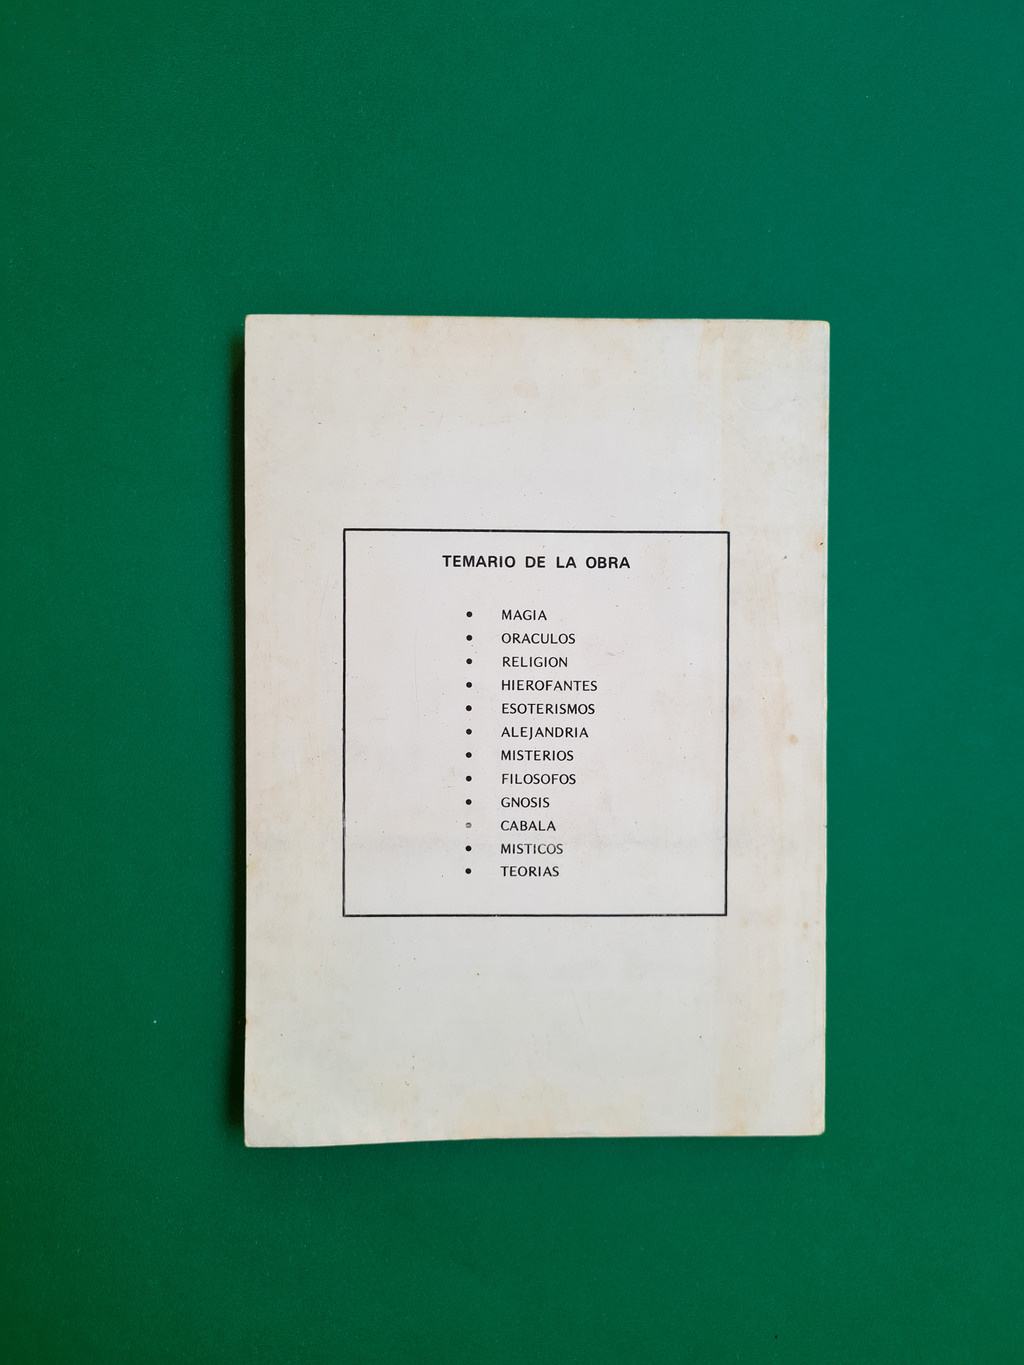 TEMARIO DE LA OBRA
• MAGIA
• ORACULOS
• RELIGION
• HIEROFANTES
• ESOTERISMOS
• ALEJANDRIA
• MISTERIOS
• FILOSOFOS
• GNOSIS
• CABALA
• MISTICOS
• TEORIAS